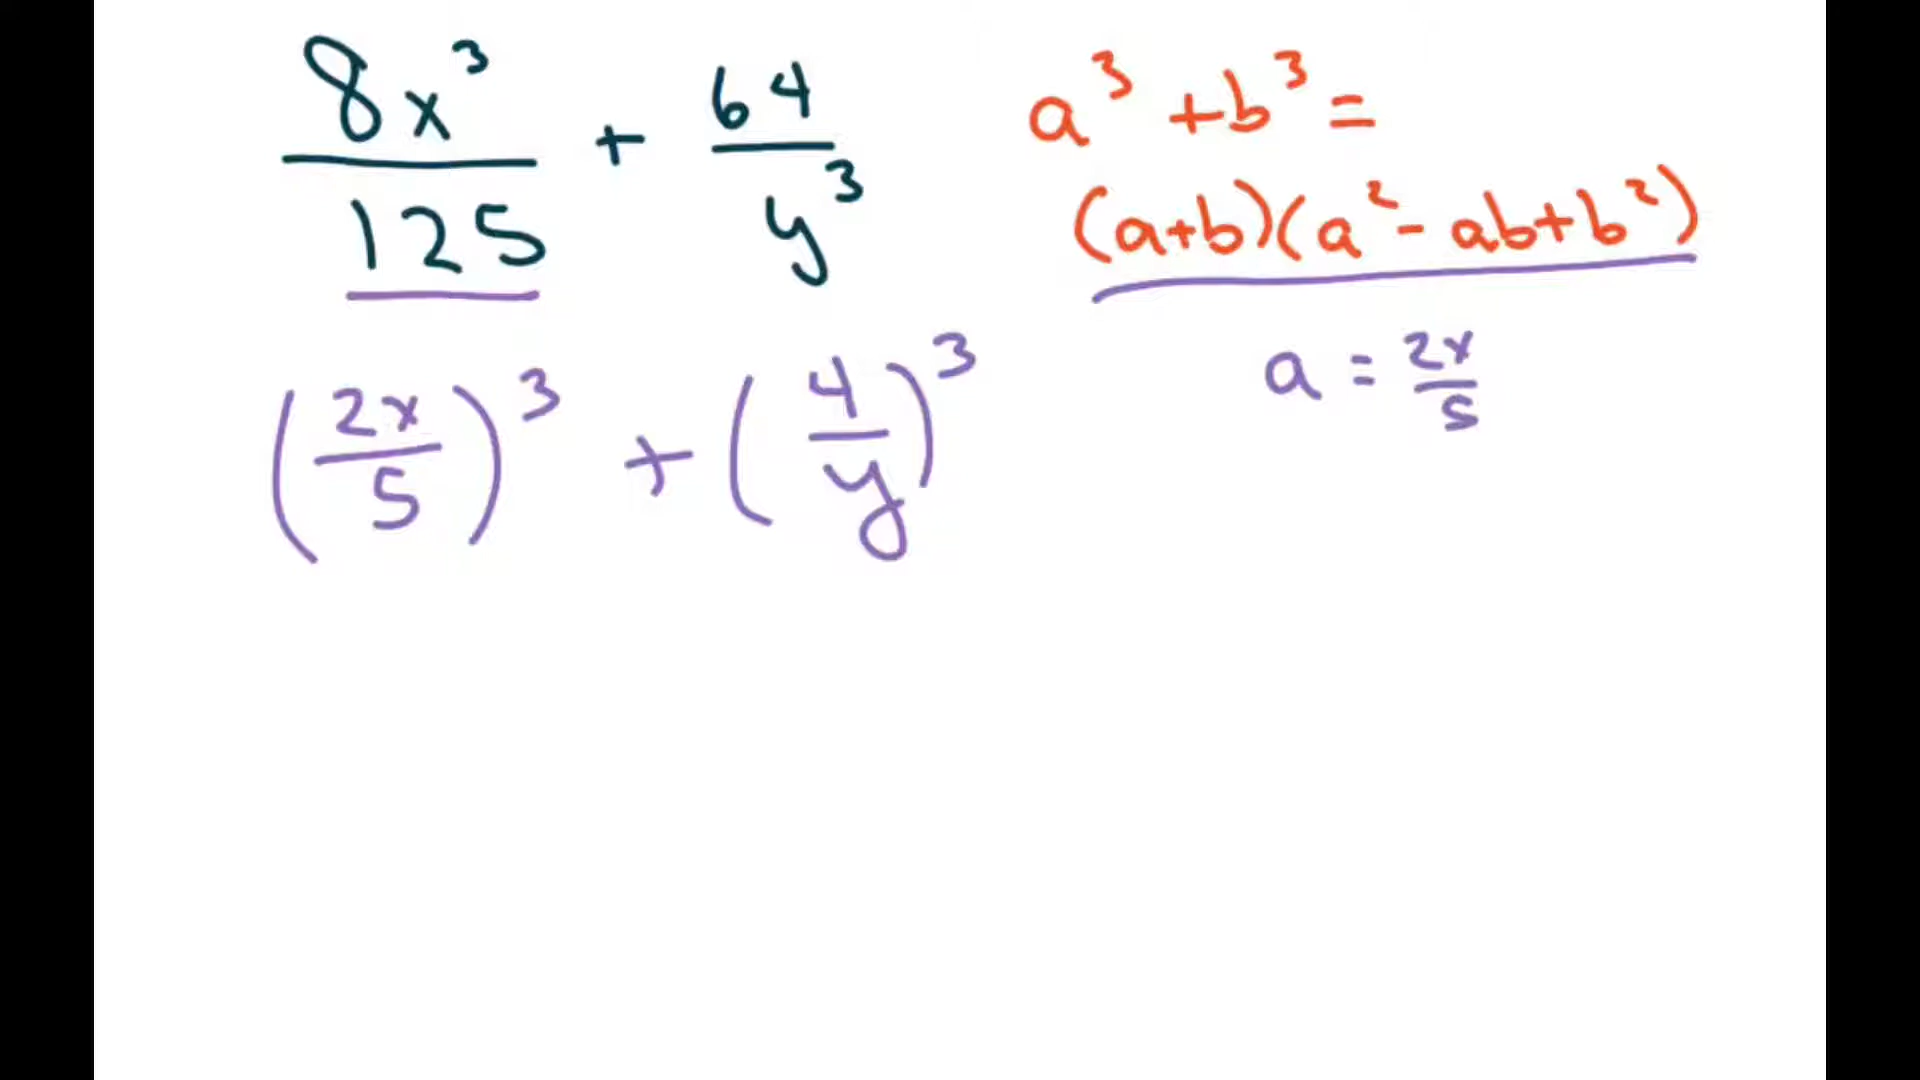 8x³/125 + 64/y³
a³ + b³ =
(a+b)(a² - ab + b²)
a = 2x/5
(2x/5)³ + (4/y)³